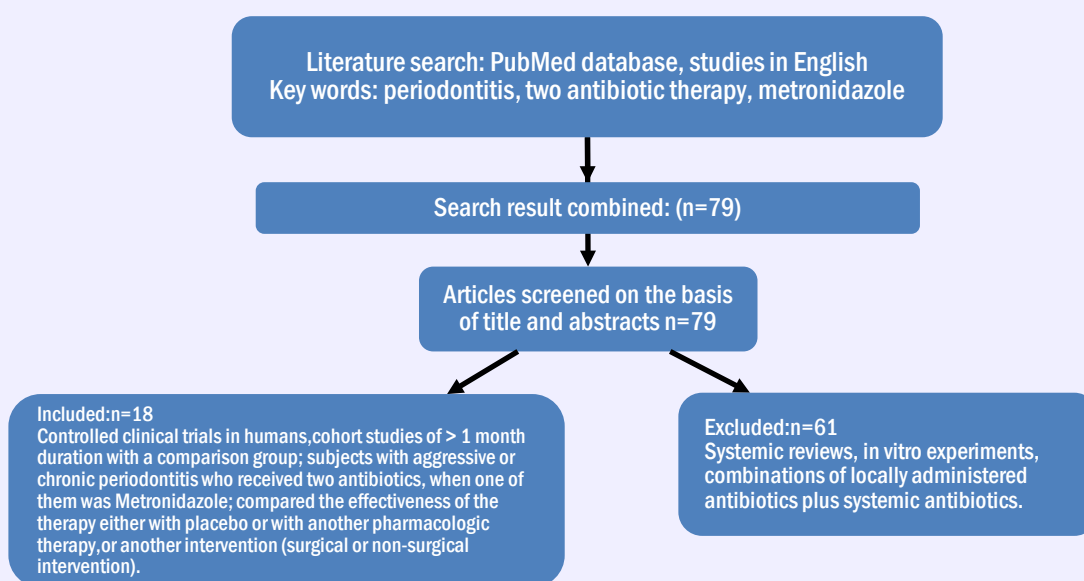 Literature search: PubMed database, studies in English
Key words: periodontitis, two antibiotic therapy, metronidazole
Search result combined: (n=79)
Articles screened on the basis
of title and abstracts n=79
Included:n=18
Controlled clinical trials in humans,cohort studies of > 1 month
duration with a comparison group; subjects with aggressive or
chronic periodontitis who received two antibiotics, when one
of them was Metronidazole; compared the effectiveness of the
therapy either with placebo or with another pharmacologic
therapy,or another intervention (surgical or non-surgical
intervention).
Excluded:n=61
Systemic reviews, in vitro experiments,
combinations of locally administered
antibiotics plus systemic antibiotics.